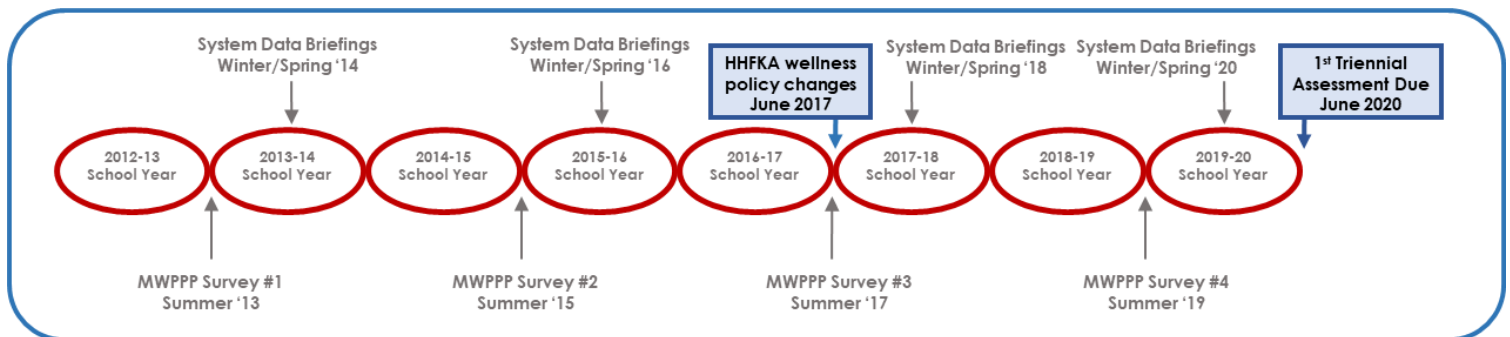 System Data Briefings
Winter/Spring ‘14
System Data Briefings
Winter/Spring ‘16
HHFKA wellness
policy changes
June 2017
System Data Briefings
Winter/Spring ‘18
System Data Briefings
Winter/Spring ‘20
1st Triennial
Assessment Due
June 2020
2012-13
School Year
2013-14
School Year
2014-15
School Year
2015-16
School Year
2016-17
School Year
2017-18
School Year
2018-19
School Year
2019-20
School Year
MWPPP Survey #1
Summer ‘13
MWPPP Survey #2
Summer ‘15
MWPPP Survey #3
Summer ‘17
MWPPP Survey #4
Summer ‘19